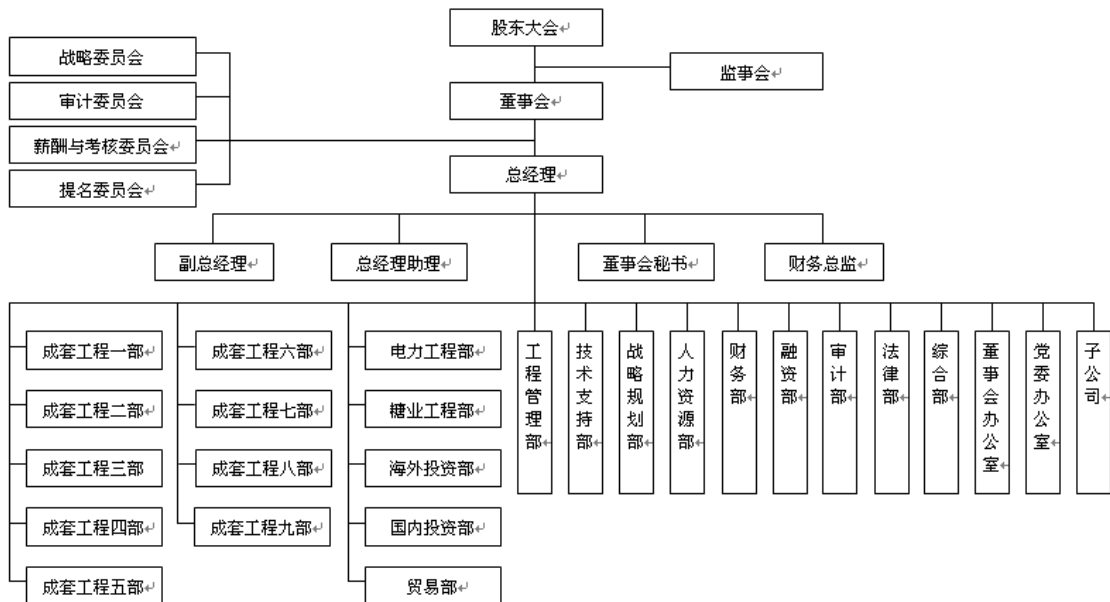 股东大会
战略委员会
监事会
审计委员会
董事会
薪酬与考核委员会
总经理
提名委员会
副总经理
总经理助理
董事会秘书
财务总监
成套工程一部
成套工程二部
成套工程三部
成套工程四部
成套工程五部
成套工程六部
成套工程七部
成套工程八部
成套工程九部
电力工程部
糖业工程部
海外投资部
国内投资部
贸易部
工程管理部
技术支持部
战略规划部
人力资源部
财务部
融资部
审计部
法律部
综合部
董事会办公室
党委办公室
子公司